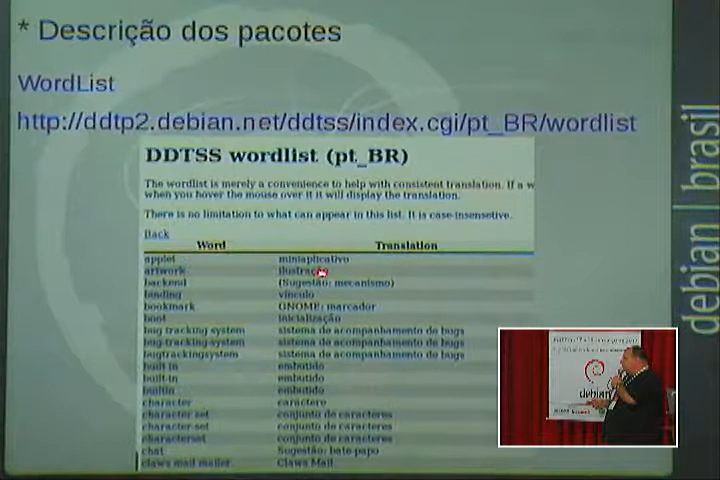 * Descrição dos pacotes
WordList
http://ddtp2.debian.net/ddtss/index.cgi/pt_BR/wordlist
DDTSS wordlist (pt_BR)
The wordlist is merely a convenience to help with consistent translation. If a w
when you hover the mouse over it it will display the translation.
There is no limitation to what can appear in this list. It is case-insensetive.
Back
Word Translation
applet miniaplicativo
artwork ilustração
backend (Sugestão: mecanismo)
binding vínculo
bookmark GNOME: marcador
boot inicialização
bug tracking system sistema de acompanhamento de bugs
bug-tracking-system sistema de acompanhamento de bugs
bugtrackingsystem sistema de acompanhamento de bugs
built in embutido
built-in embutido
builtin embutido
character caractere
character set conjunto de caracteres
character-set conjunto de caracteres
characterset conjunto de caracteres
chat Sugestão: bate-papo
claws mail mailer Claws Mail
debian | brasil
debian